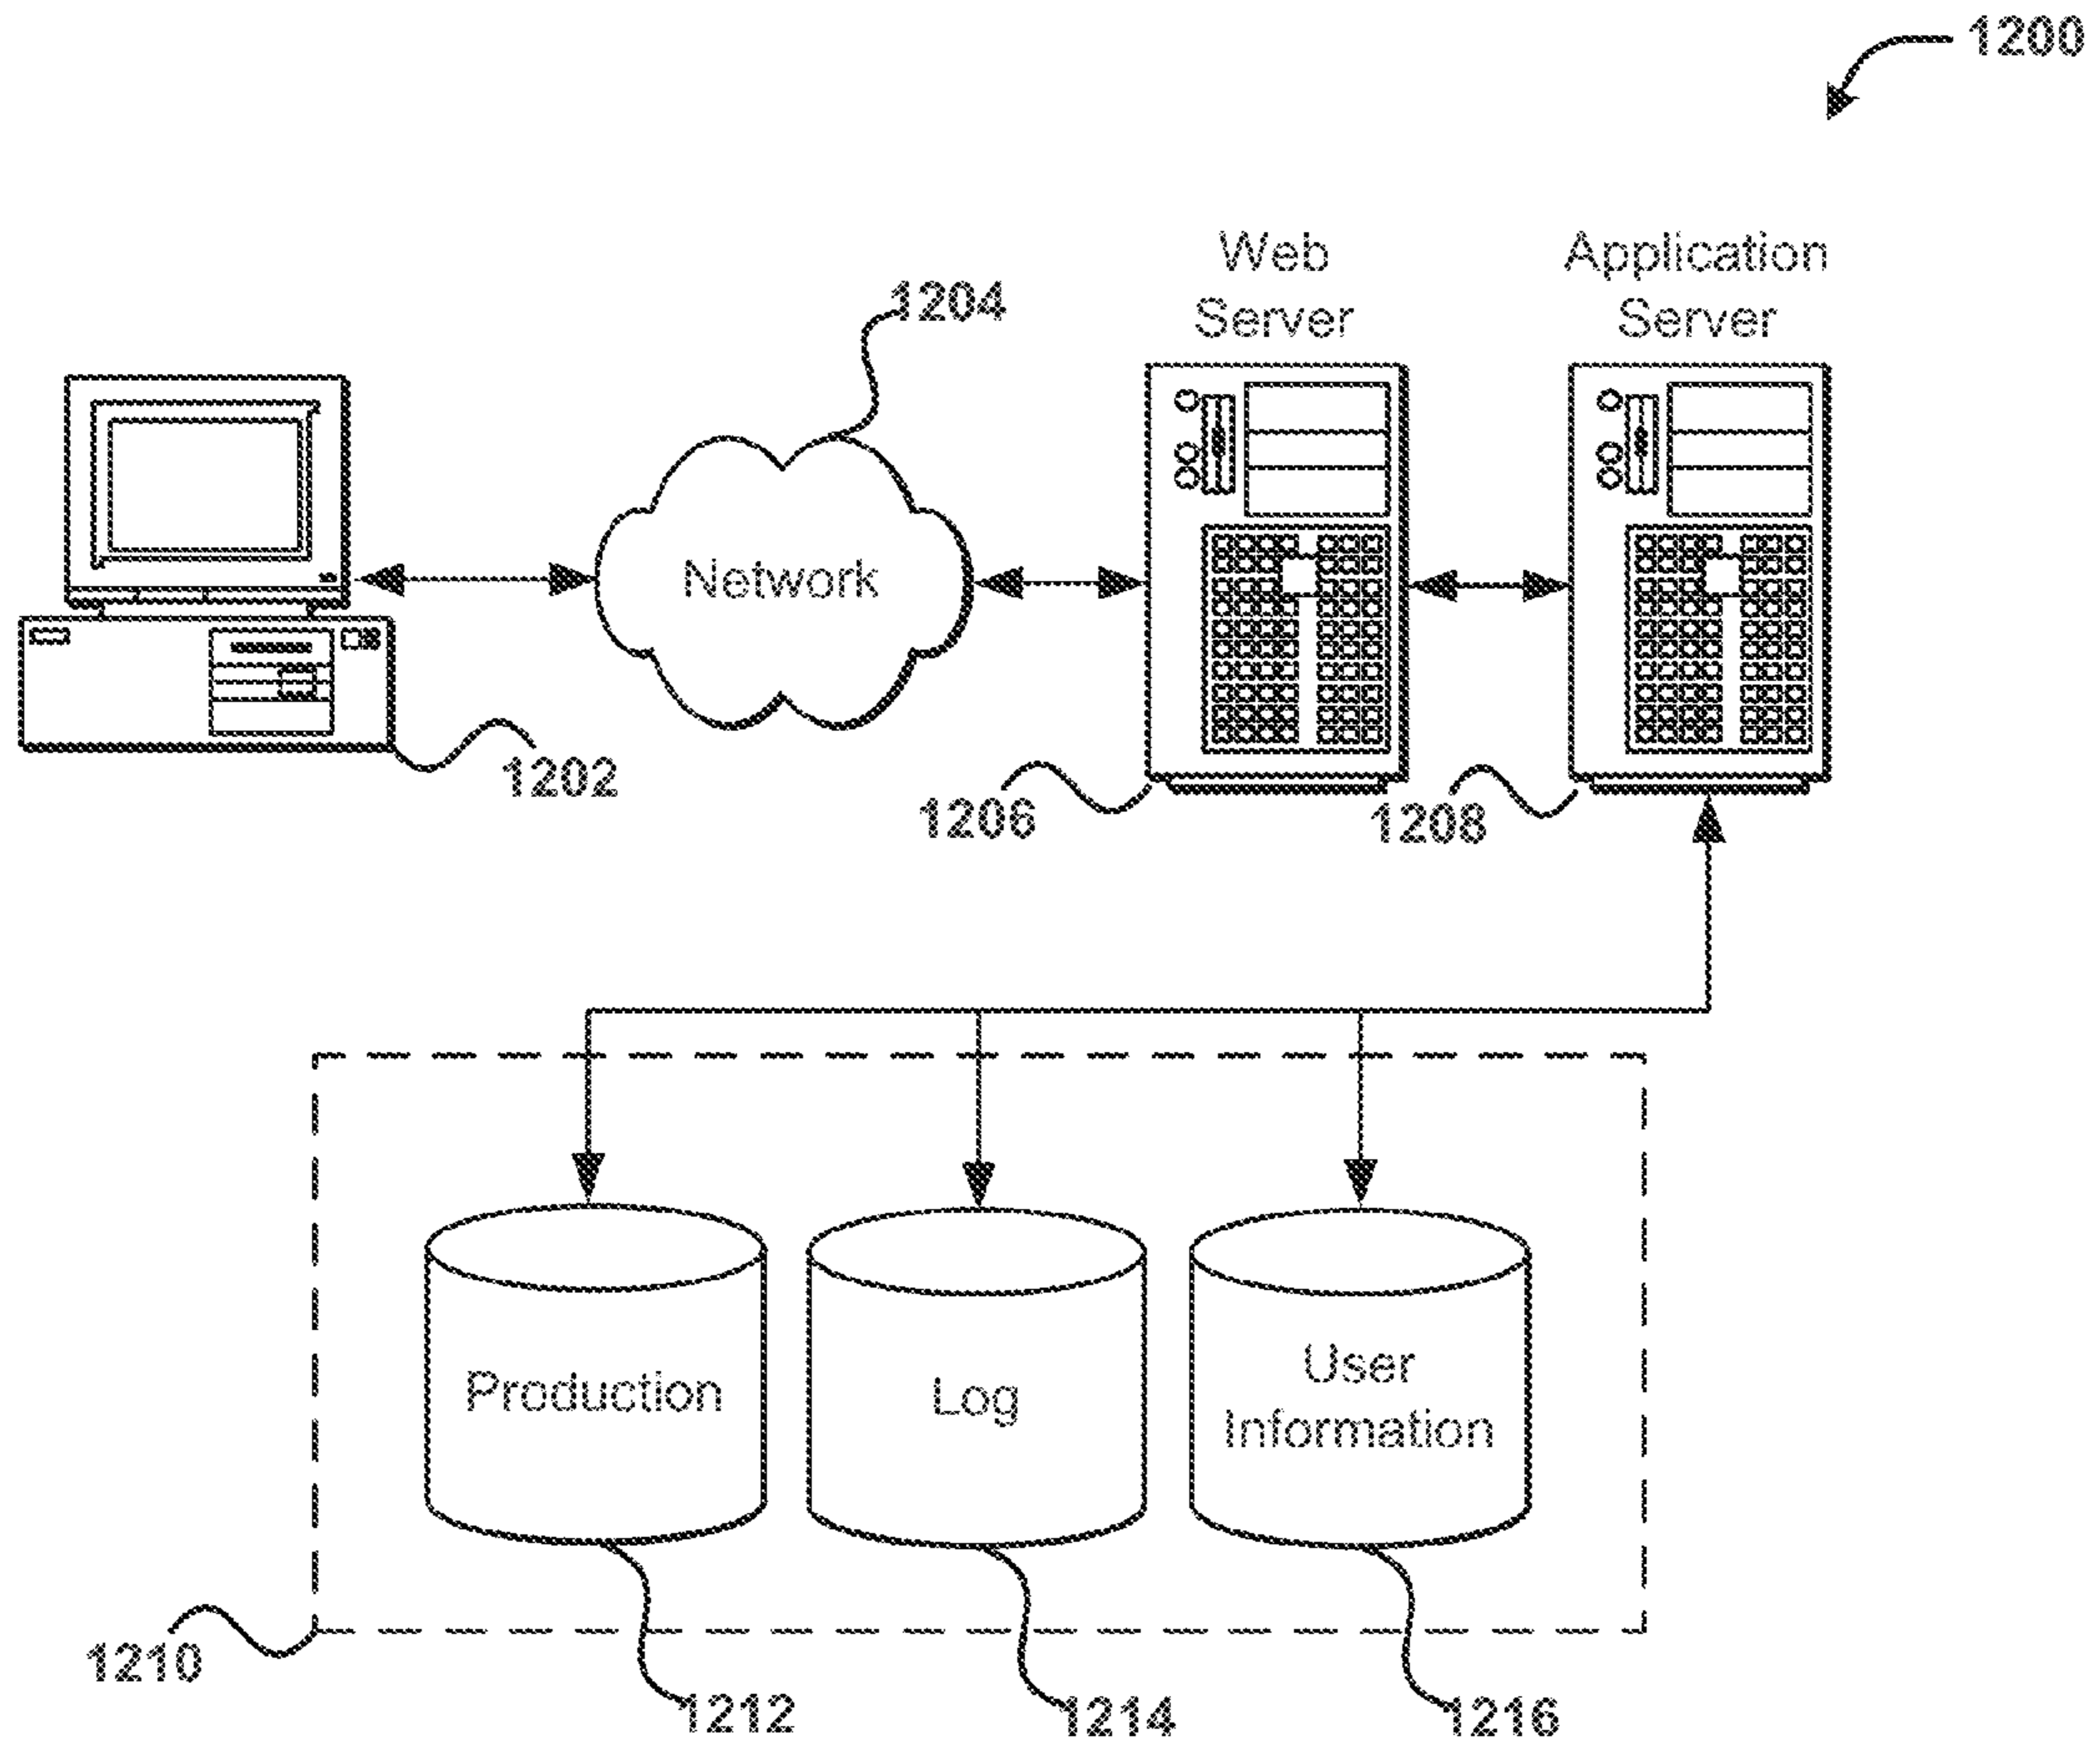 1200
Web
Server
Application
Server
1204
Network
1202
1206
1208
Production
Log
User
Information
1210
1212
1214
1216